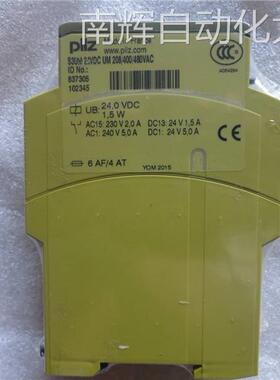 南辉自动化
pilz
www.pilz.com
S3UM 24VDC UM 208/400/480VAC
ID No.:
837305
102345
UB: 24,0 VDC
1,5 W
AC15: 230 V 2,0 A DC13: 24 V 1,5 A
AC1: 240 V 5,0 A DC1: 24 V 5,0 A
6 AF/4 AT
YOM 2015